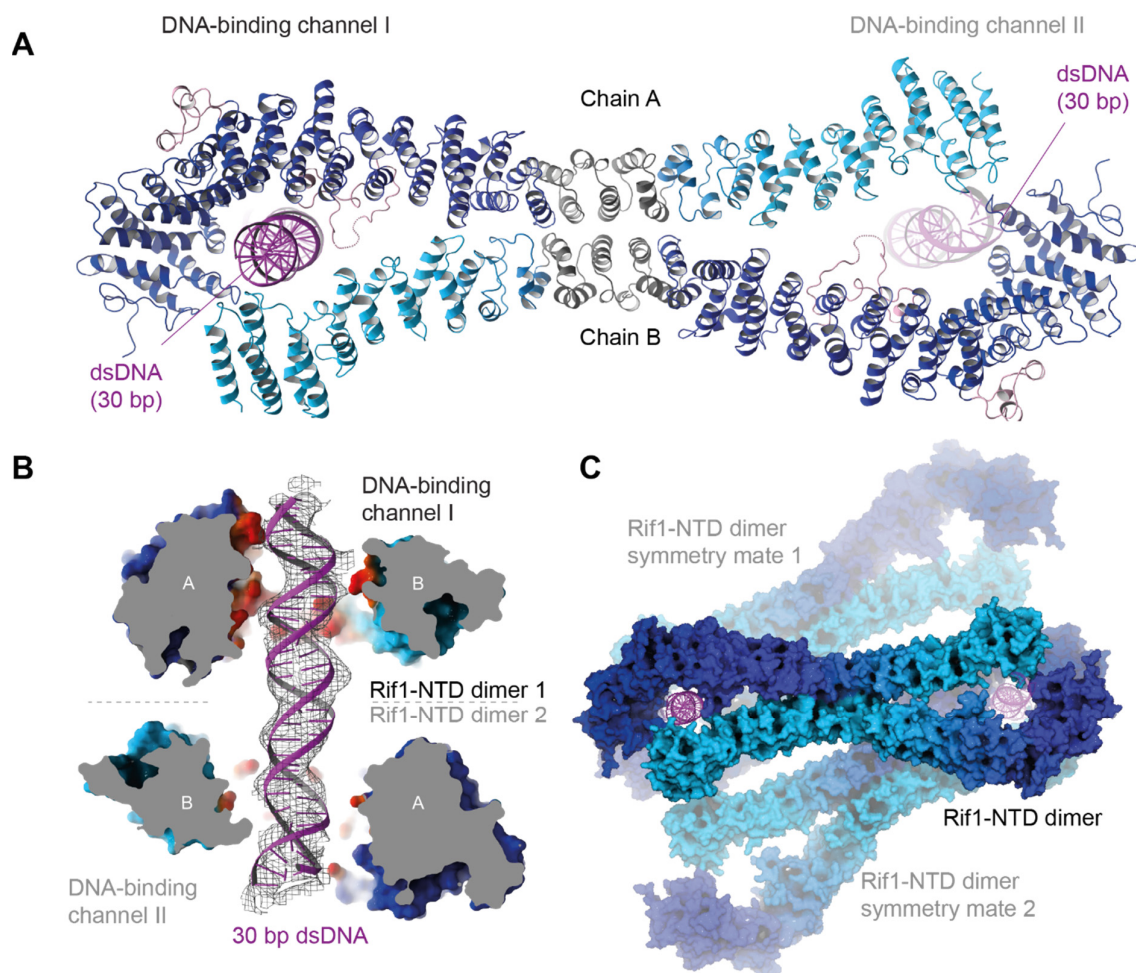 A
DNA-binding channel I
DNA-binding channel II
dsDNA
(30 bp)
Chain A
Chain B
dsDNA
(30 bp)
B
DNA-binding
channel I
A
B
Rif1-NTD dimer 1
Rif1-NTD dimer 2
B
A
DNA-binding
channel II
30 bp dsDNA
C
Rif1-NTD dimer
symmetry mate 1
Rif1-NTD dimer
Rif1-NTD dimer
symmetry mate 2